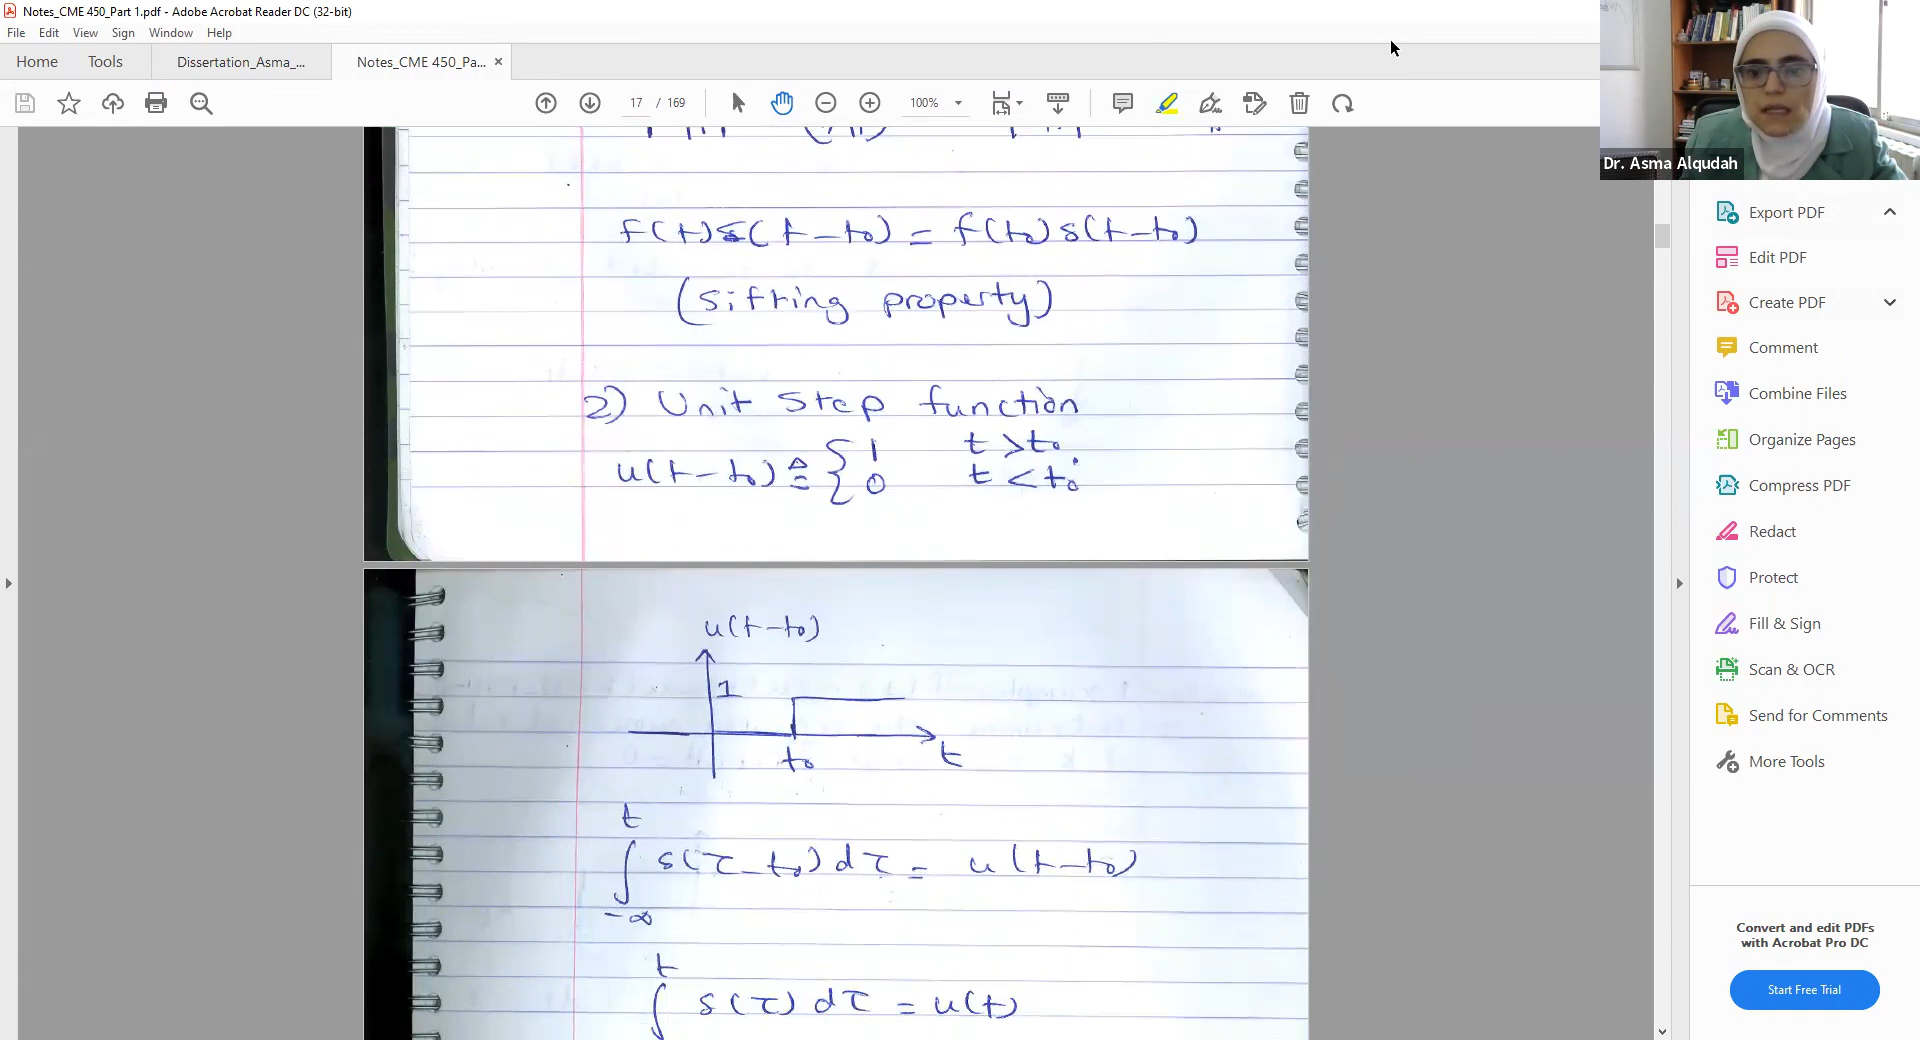 Notes_CME 450_Part 1.pdf - Adobe Acrobat Reader DC (32-bit)
File Edit View Sign Window Help
Home Tools Dissertation_Asma_... Notes_CME 450_Pa... ×
17 / 169 100%
Dr. Asma Alqudah
f(t)δ(t-t₀) = f(t₀)δ(t-t₀)
(sifting property)
2) Unit Step function
u(t-t₀) ≜ { 1 t > t₀
0 t < t₀
u(t-t₀)
1
t₀
t
t
∫ δ(τ-t₀)dτ = u(t-t₀)
-∞
t
∫ δ(τ)dτ = u(t)
Export PDF
Edit PDF
Create PDF
Comment
Combine Files
Organize Pages
Compress PDF
Redact
Protect
Fill & Sign
Scan & OCR
Send for Comments
More Tools
Convert and edit PDFs
with Acrobat Pro DC
Start Free Trial